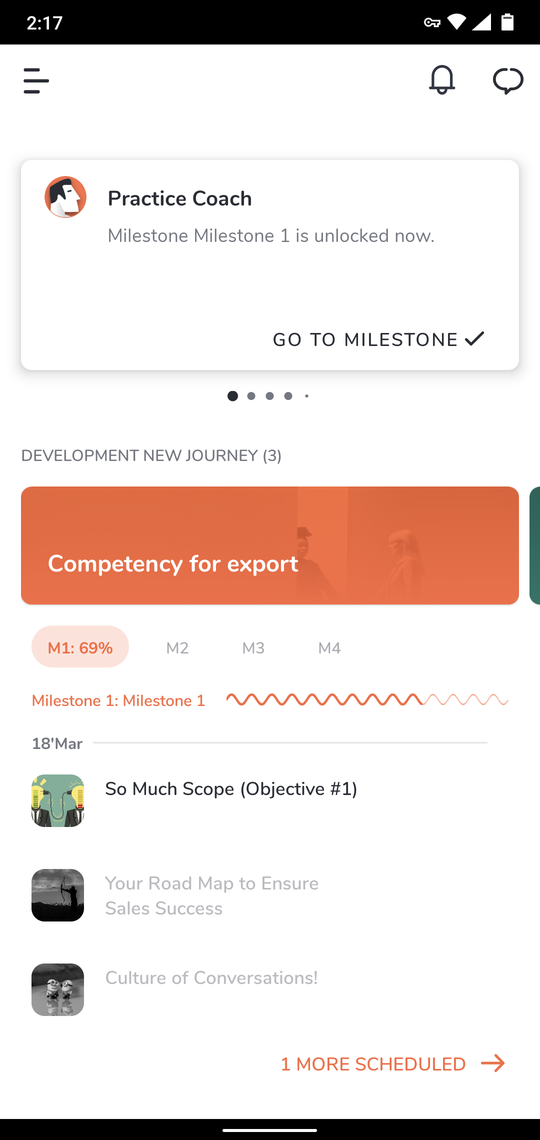 2:17
Practice Coach
Milestone Milestone 1 is unlocked now.
GO TO MILESTONE
DEVELOPMENT NEW JOURNEY (3)
Competency for export
M1: 69% M2 M3 M4
Milestone 1: Milestone 1
18'Mar
So Much Scope (Objective #1)
Your Road Map to Ensure
Sales Success
Culture of Conversations!
1 MORE SCHEDULED